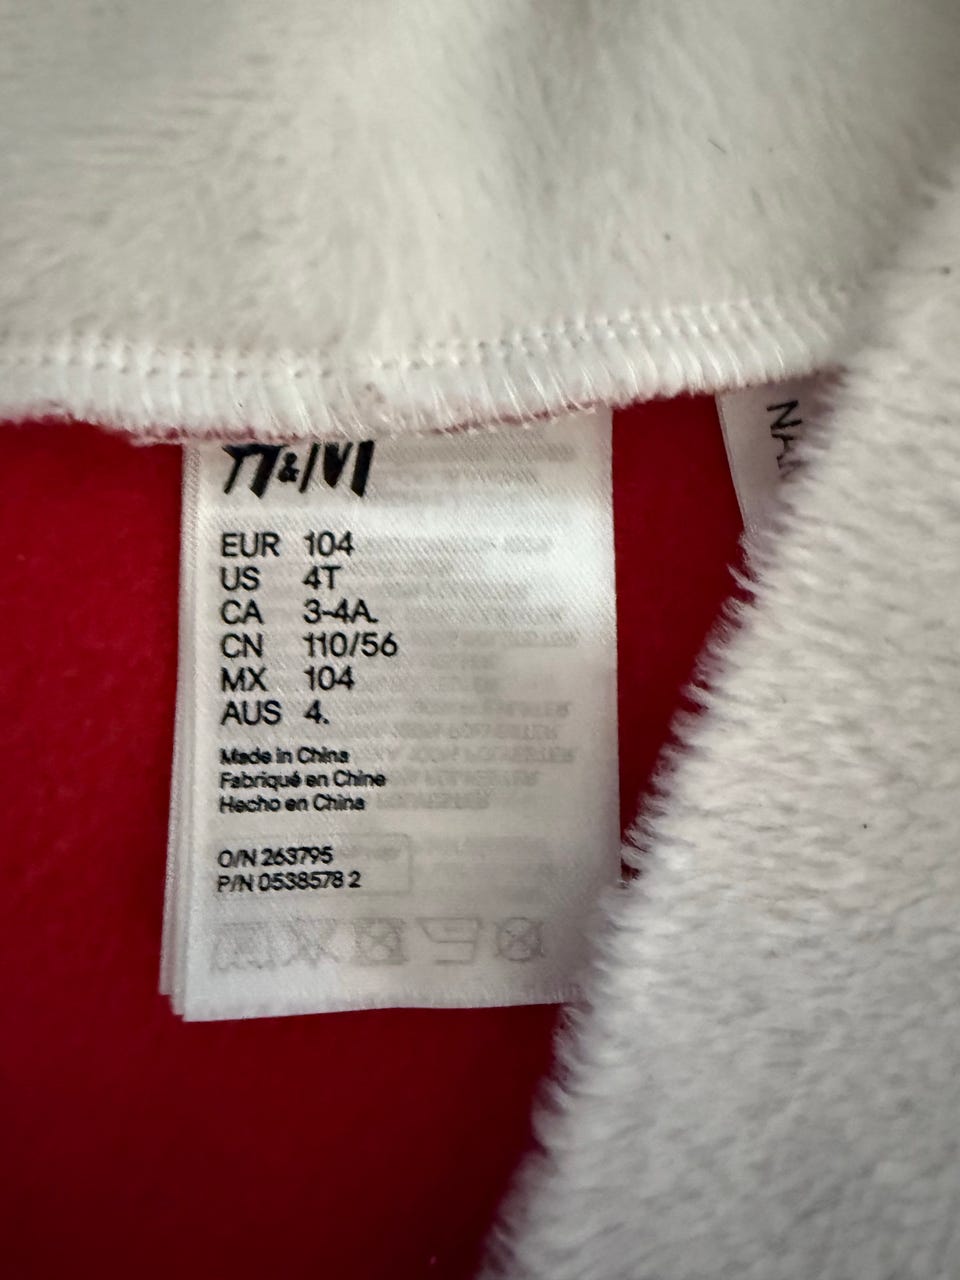 H&M
EUR 104
US 4T
CA 3-4A.
CN 110/56
MX 104
AUS 4.
Made in China
Fabriqué en Chine
Hecho en China
O/N 263795
P/N 0538578 2